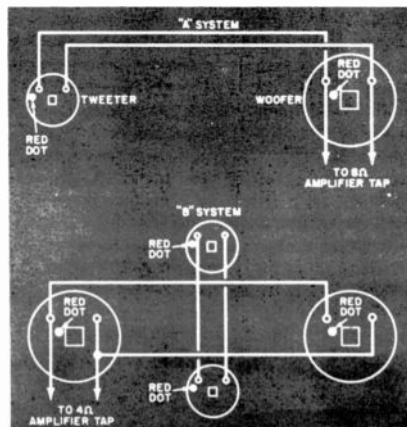 "A" SYSTEM
TWEETER
RED
DOT
WOOFER
RED
DOT
TO 8Ω
AMPLIFIER TAP
"B" SYSTEM
RED
DOT
RED
DOT
RED
DOT
RED
DOT
TO 4Ω
AMPLIFIER TAP